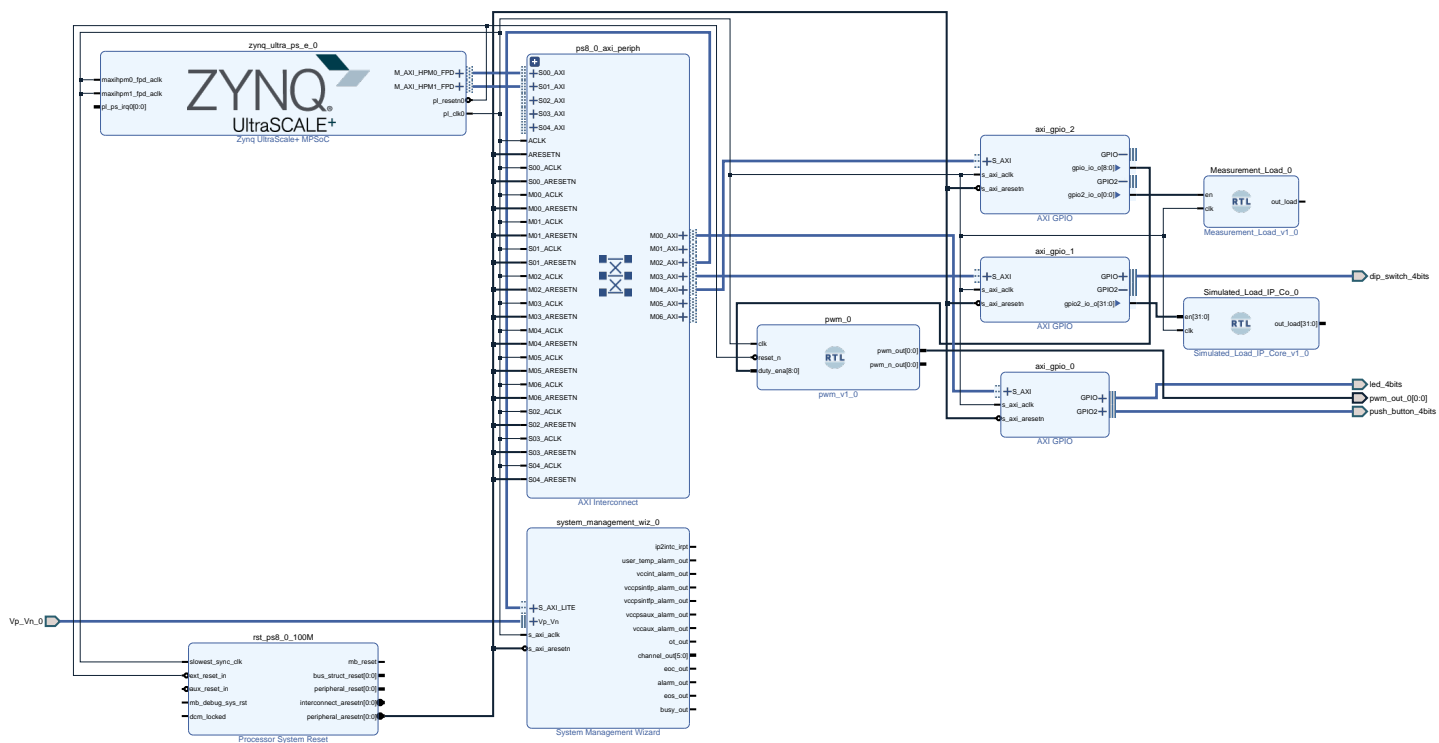 zynq_ultra_ps_e_0
maxihpm0_fpd_aclk
maxihpm1_fpd_aclk
pl_ps_irq0[0:0]
ZYNQ
UltraSCALE+
M_AXI_HPM0_FPD
M_AXI_HPM1_FPD
pl_resetn0
pl_clk0
Zynq UltraScale+ MPSoC
ps8_0_axi_periph
S00_AXI
S01_AXI
S02_AXI
S03_AXI
S04_AXI
ACLK
ARESETN
S00_ACLK
S00_ARESETN
M00_ACLK
M00_ARESETN
M01_ACLK
M01_ARESETN
S01_ACLK
S01_ARESETN
M02_ACLK
M02_ARESETN
M03_ACLK
M03_ARESETN
M04_ACLK
M04_ARESETN
M05_ACLK
M05_ARESETN
M06_ACLK
M06_ARESETN
S02_ACLK
S02_ARESETN
S03_ACLK
S03_ARESETN
S04_ACLK
S04_ARESETN
M00_AXI
M01_AXI
M02_AXI
M03_AXI
M04_AXI
M05_AXI
M06_AXI
AXI Interconnect
axi_gpio_2
S_AXI
s_axi_aclk
s_axi_aresetn
GPIO
gpio_io_o[8:0]
GPIO2
gpio2_io_o[0:0]
AXI GPIO
Measurement_Load_0
en
clk
RTL
out_load
Measurement_Load_v1_0
axi_gpio_1
S_AXI
s_axi_aclk
s_axi_aresetn
GPIO
GPIO2
gpio2_io_o[31:0]
AXI GPIO
dip_switch_4bits
Simulated_Load_IP_Co_0
en[31:0]
clk
RTL
out_load[31:0]
Simulated_Load_IP_Core_v1_0
pwm_0
clk
reset_n
duty_ena[8:0]
RTL
pwm_out[0:0]
pwm_n_out[0:0]
pwm_v1_0
axi_gpio_0
S_AXI
s_axi_aclk
s_axi_aresetn
GPIO
GPIO2
AXI GPIO
led_4bits
pwm_out_0[0:0]
push_button_4bits
system_management_wiz_0
S_AXI_LITE
Vp_Vn
s_axi_aclk
s_axi_aresetn
ip2intc_irpt
user_temp_alarm_out
vccint_alarm_out
vccpsintlp_alarm_out
vccpsintfp_alarm_out
vccpsaux_alarm_out
vccaux_alarm_out
ot_out
channel_out[5:0]
eoc_out
alarm_out
eos_out
busy_out
System Management Wizard
Vp_Vn_0
rst_ps8_0_100M
slowest_sync_clk
ext_reset_in
aux_reset_in
mb_debug_sys_rst
dcm_locked
mb_reset
bus_struct_reset[0:0]
peripheral_reset[0:0]
interconnect_aresetn[0:0]
peripheral_aresetn[0:0]
Processor System Reset